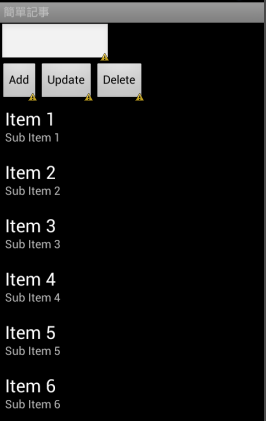 簡單記事
Add Update Delete
Item 1
Sub Item 1
Item 2
Sub Item 2
Item 3
Sub Item 3
Item 4
Sub Item 4
Item 5
Sub Item 5
Item 6
Sub Item 6